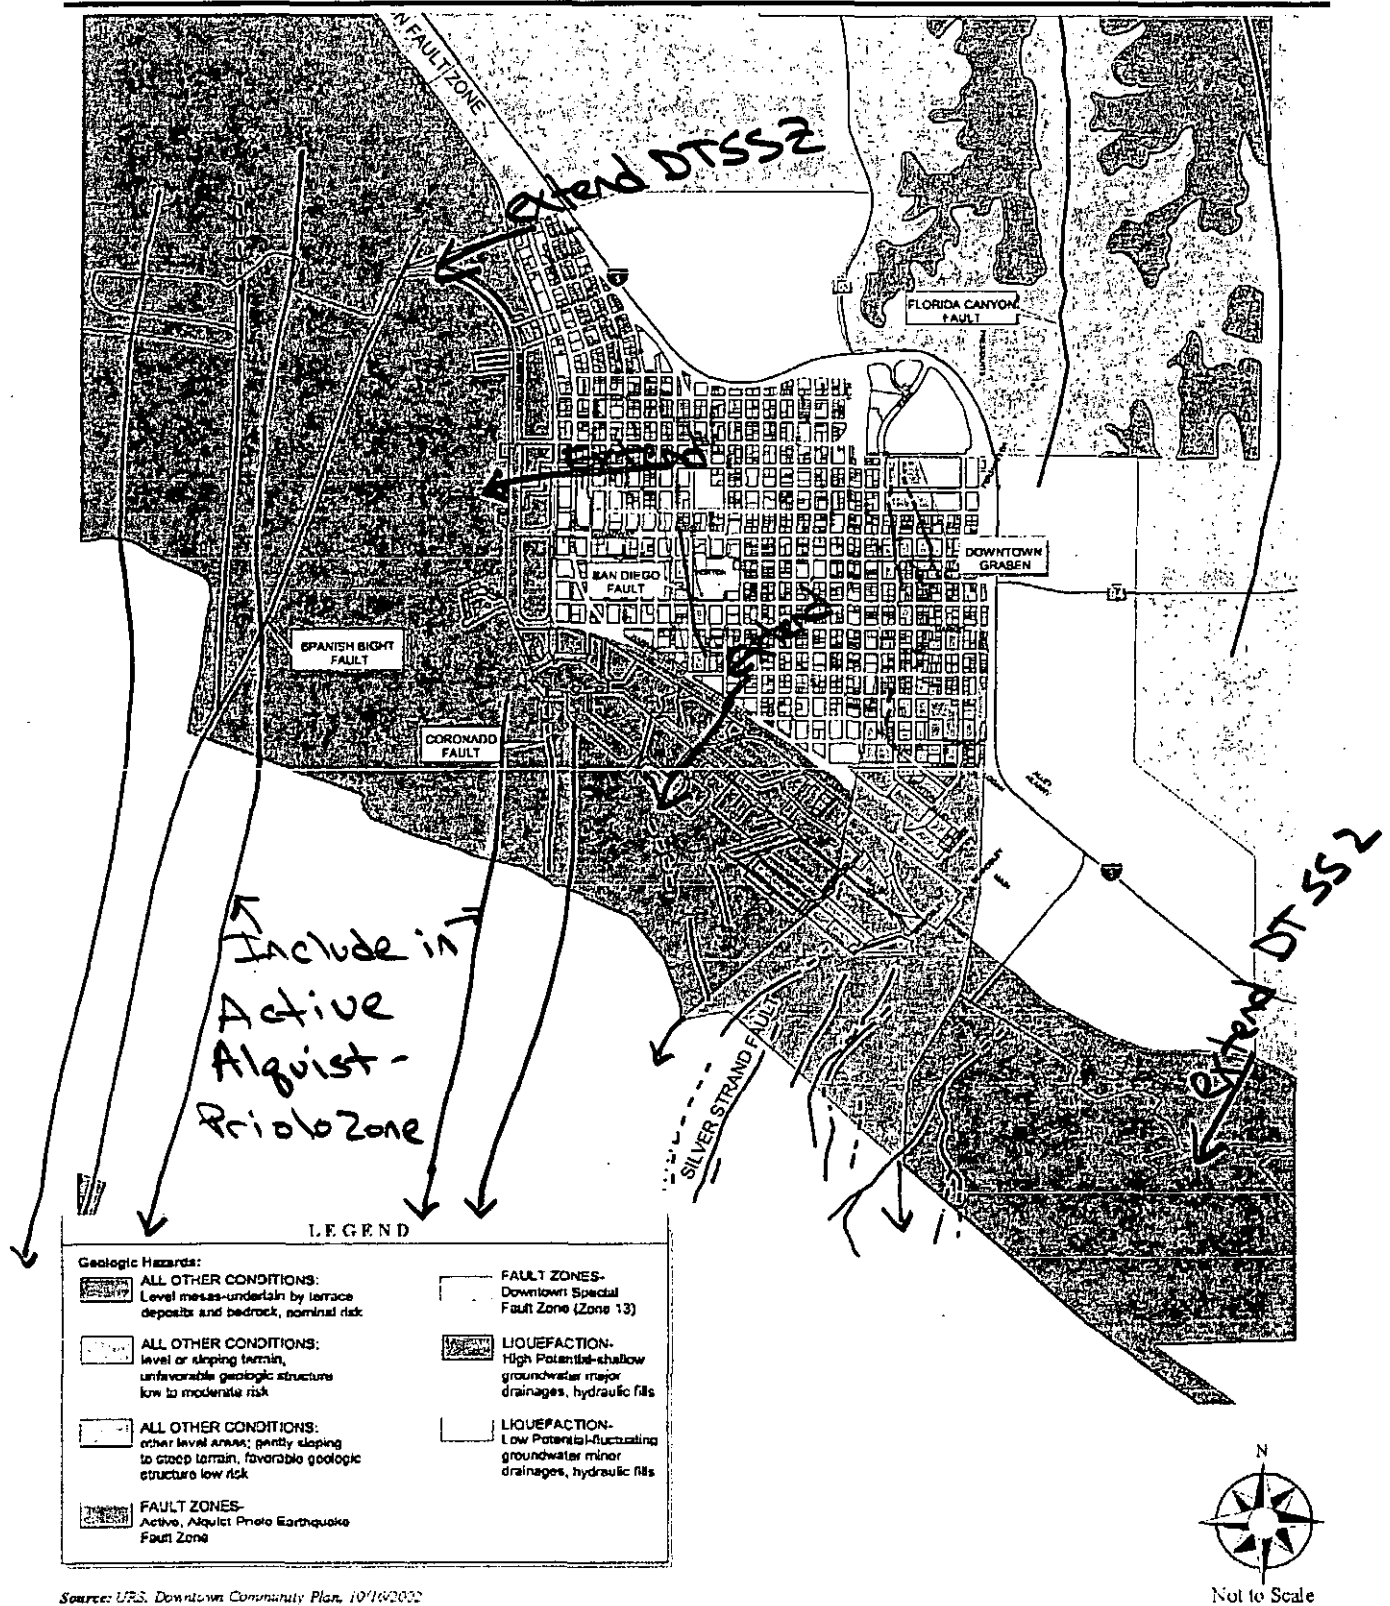 N FAULT ZONE
extend DTSSZ
FLORIDA CANYON
FAULT
Extend
DOWNTOWN
GRABEN
SAN DIEGO
FAULT
Extend
SPANISH BIGHT
FAULT
CORONADO
FAULT
extend DTSSZ
Include in
Active
Alquist-
Priolo Zone
SILVER STRAND FAUL
LEGEND
Geologic Hazards:
ALL OTHER CONDITIONS:
Level mesas-underlain by terrace
deposits and bedrock, nominal risk
ALL OTHER CONDITIONS:
level or sloping terrain,
unfavorable geologic structure
low to moderate risk
ALL OTHER CONDITIONS:
other level areas; gently sloping
to steep terrain, favorable geologic
structure low risk
FAULT ZONES-
Active, Alquist Priolo Earthquake
Fault Zone
FAULT ZONES-
Downtown Special
Fault Zone (Zone 13)
LIQUEFACTION-
High Potential-shallow
groundwater major
drainages, hydraulic fills
LIQUEFACTION-
Low Potential-fluctuating
groundwater minor
drainages, hydraulic fills
N
Not to Scale
Source: URS. Downtown Community Plan, 10/16/2002